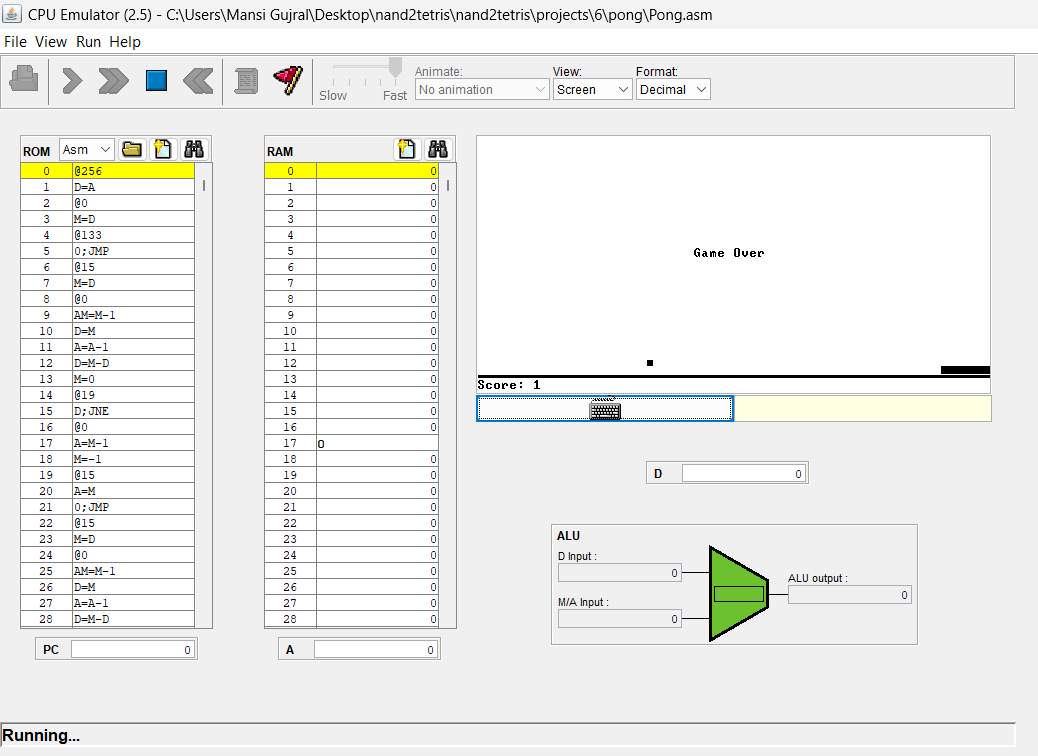 CPU Emulator (2.5) - C:\Users\Mansi Gujral\Desktop\nand2tetris\nand2tetris\projects\6\pong\Pong.asm
File View Run Help
Slow Fast
Animate:
No animation
View:
Screen
Format:
Decimal
ROM Asm
0 @256
1 D=A
2 @0
3 M=D
4 @133
5 0;JMP
6 @15
7 M=D
8 @0
9 AM=M-1
10 D=M
11 A=A-1
12 D=M-D
13 M=0
14 @19
15 D;JNE
16 @0
17 A=M-1
18 M=-1
19 @15
20 A=M
21 0;JMP
22 @15
23 M=D
24 @0
25 AM=M-1
26 D=M
27 A=A-1
28 D=M-D
PC 0
RAM
0 0
1 0
2 0
3 0
4 0
5 0
6 0
7 0
8 0
9 0
10 0
11 0
12 0
13 0
14 0
15 0
16 0
17 0
18 0
19 0
20 0
21 0
22 0
23 0
24 0
25 0
26 0
27 0
28 0
A 0
Game Over
Score: 1
D 0
ALU
D Input :
0
M/A Input :
0
ALU output :
0
Running...